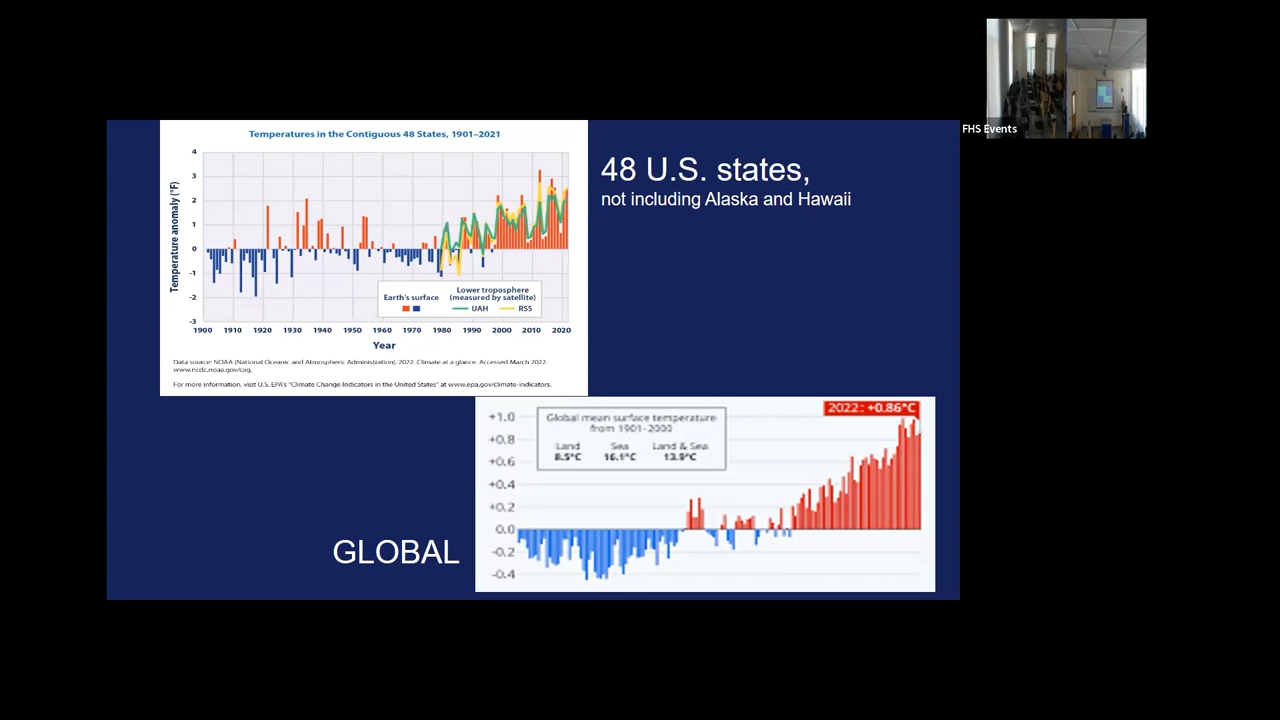 Temperatures in the Contiguous 48 States, 1901–2021
Temperature anomaly (°F)
4
3
2
1
0
-1
-2
-3
Earth's surface
Lower troposphere
(measured by satellite)
UAH
RSS
1900 1910 1920 1930 1940 1950 1960 1970 1980 1990 2000 2010 2020
Year
Data source: NOAA (National Oceanic and Atmospheric Administration). 2022. Climate at a glance. Accessed March 2022.
www.ncdc.noaa.gov/cag.
For more information, visit U.S. EPA's "Climate Change Indicators in the United States" at www.epa.gov/climate-indicators.
48 U.S. states,
not including Alaska and Hawaii
FHS Events
GLOBAL
2022: +0.86°C
Global mean surface temperature
from 1901-2000
Land Sea Land & Sea
8.5°C 16.1°C 13.9°C
+1.0
+0.8
+0.6
+0.4
+0.2
0.0
-0.2
-0.4